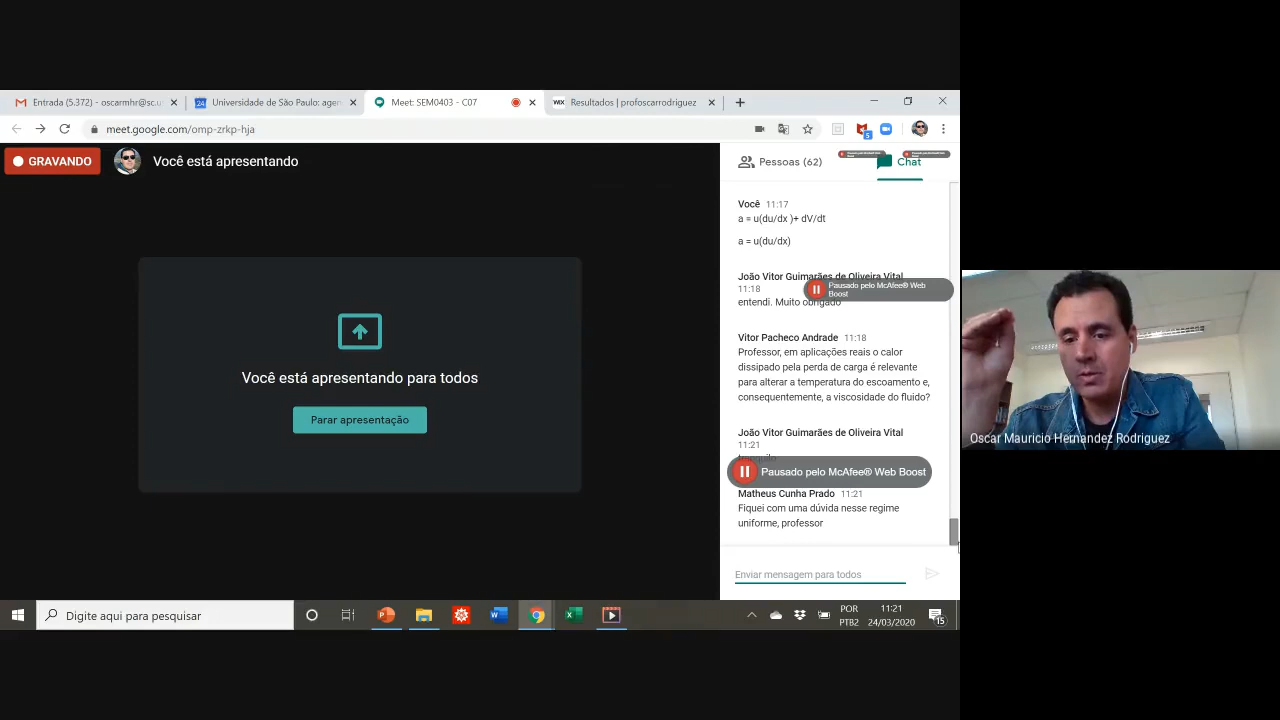 Entrada (5.372) - oscarmhr@sc.u
Universidade de São Paulo: agen
Meet: SEM0403 - C07
WIX
Resultados | profoscarrodriguez
meet.google.com/omp-zrkp-hja
5
GRAVANDO
Você está apresentando
Pessoas (62)
Chat
Você 11:17
a = u(du/dx )+ dV/dt
a = u(du/dx)
João Vitor Guimarães de Oliveira Vital
11:18
Pausado pelo McAfee® Web
Boost
entendi. Muito obrigado
Vitor Pacheco Andrade 11:18
Professor, em aplicações reais o calor
dissipado pela perda de carga é relevante
para alterar a temperatura do escoamento e,
consequentemente, a viscosidade do fluido?
João Vitor Guimarães de Oliveira Vital
11:21
Pausado pelo McAfee® Web Boost
Matheus Cunha Prado 11:21
Fiquei com uma dúvida nesse regime
uniforme, professor
Enviar mensagem para todos
Você está apresentando para todos
Parar apresentação
Oscar Mauricio Hernandez Rodriguez
Digite aqui para pesquisar
POR
PTB2
11:21
24/03/2020
15